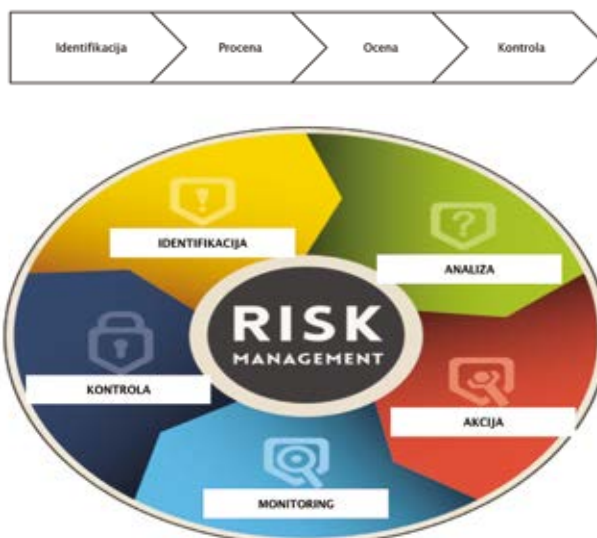 Identifikacija
Procena
Ocena
Kontrola
IDENTIFIKACIJA
ANALIZA
RISK
MANAGEMENT
KONTROLA
AKCIJA
MONITORING